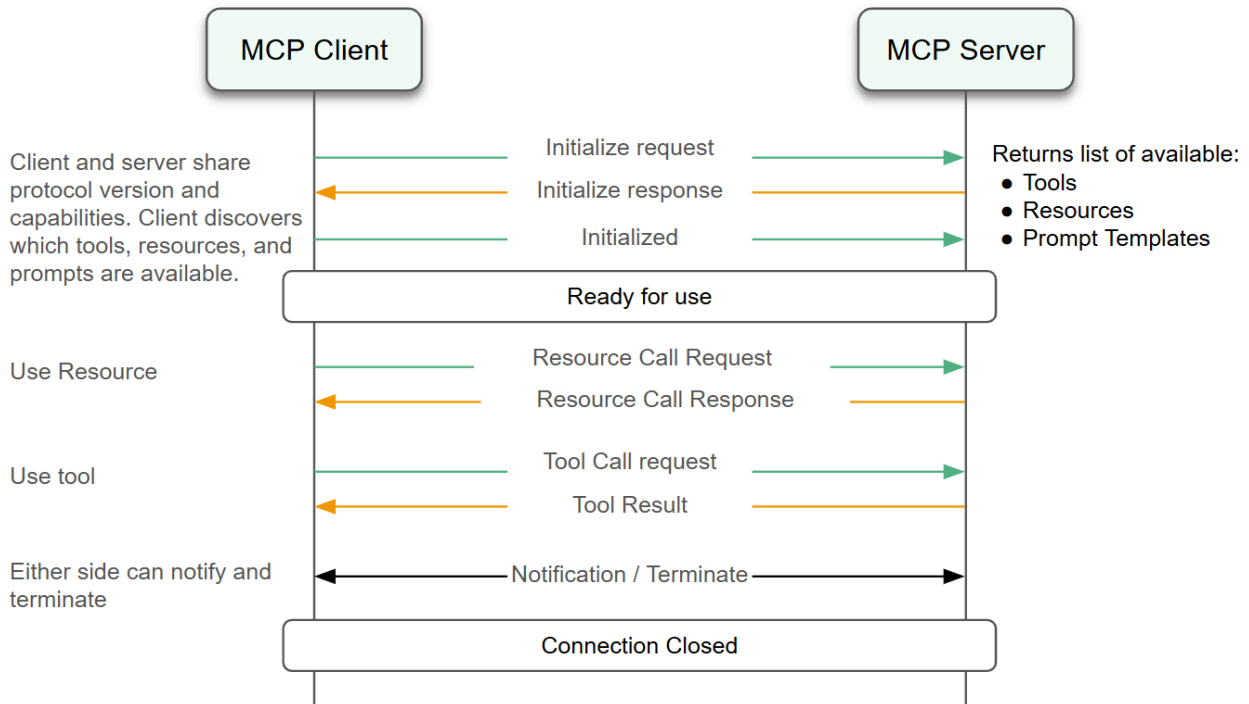 MCP Client
MCP Server
Client and server share
protocol version and
capabilities. Client discovers
which tools, resources, and
prompts are available.
Initialize request
Initialize response
Initialized
Returns list of available:
● Tools
● Resources
● Prompt Templates
Ready for use
Use Resource
Resource Call Request
Resource Call Response
Use tool
Tool Call request
Tool Result
Either side can notify and
terminate
Notification / Terminate
Connection Closed